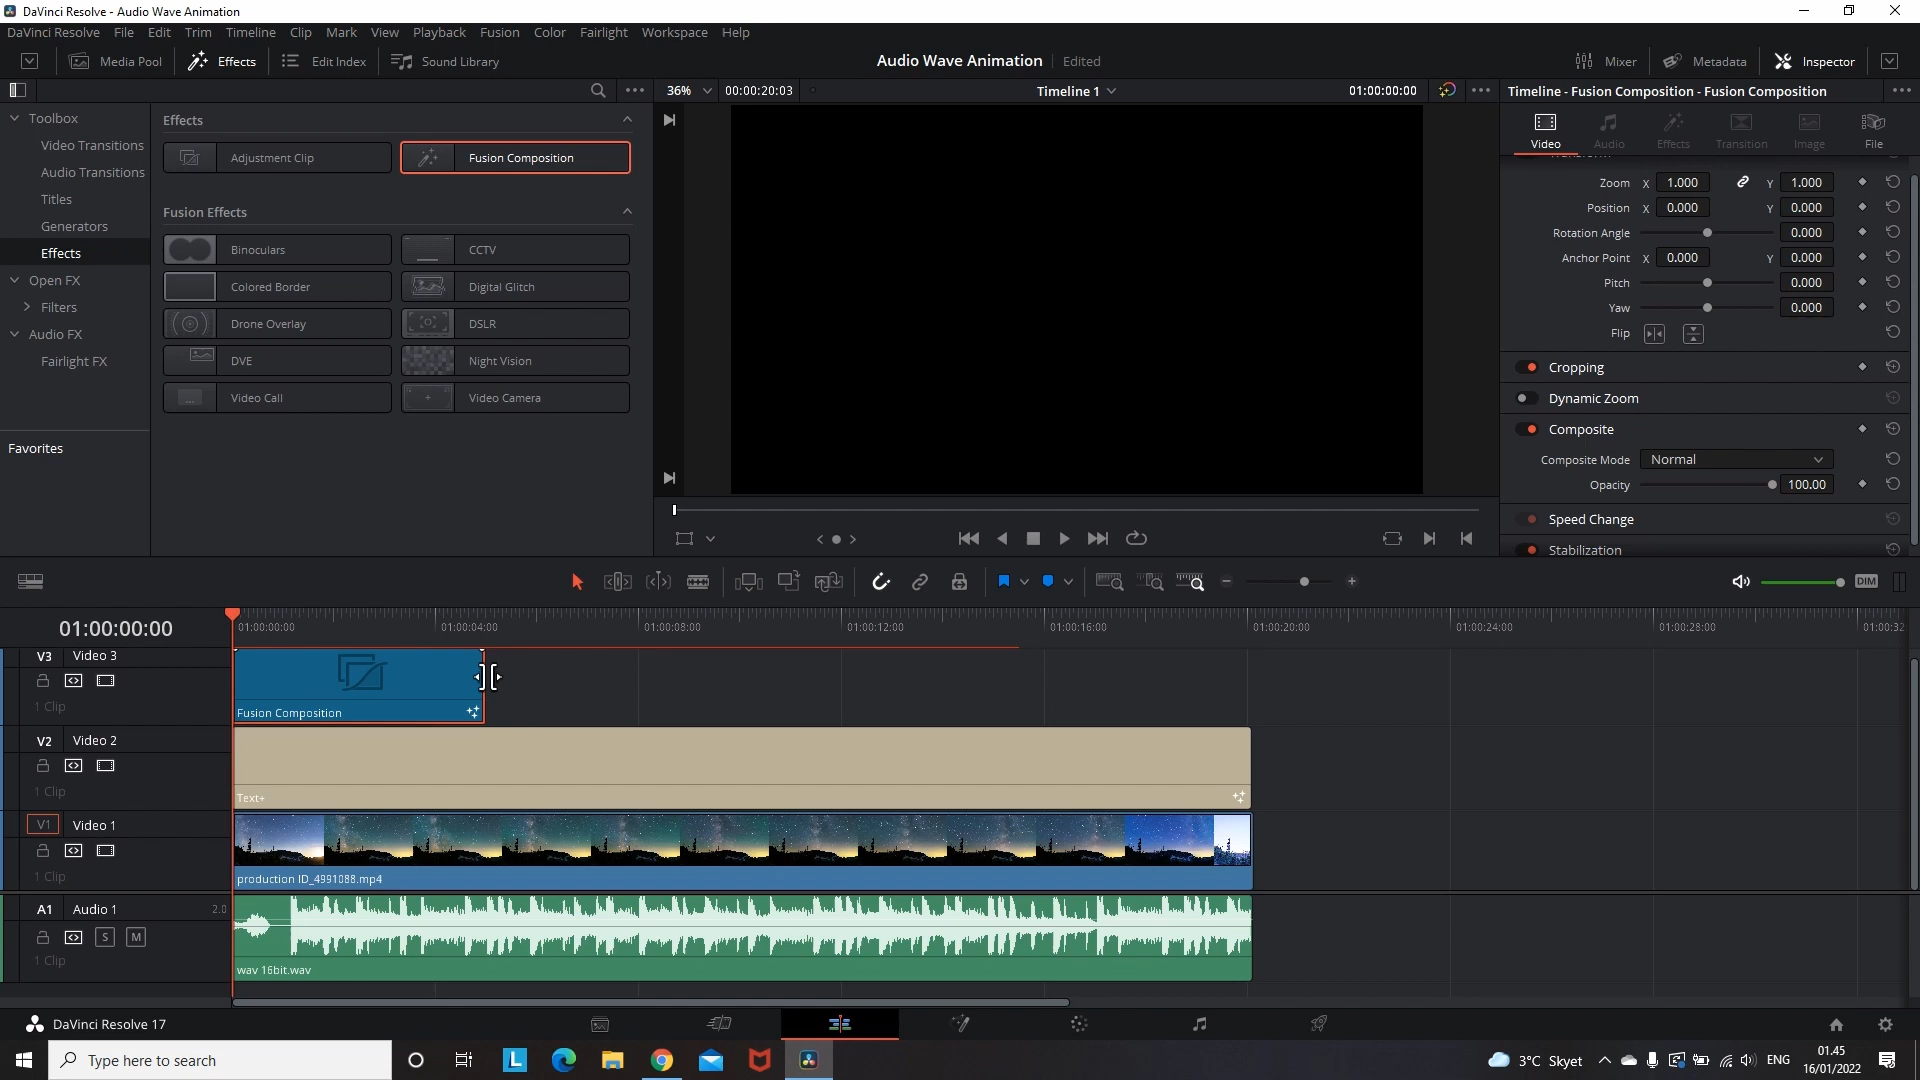 DaVinci Resolve - Audio Wave Animation
DaVinci Resolve File Edit Trim Timeline Clip Mark View Playback Fusion Color Fairlight Workspace Help
Media Pool Effects Edit Index Sound Library Audio Wave Animation Edited Mixer Metadata Inspector
36% 00:00:20:03 Timeline 1 01:00:00:00 Timeline - Fusion Composition - Fusion Composition
Toolbox
Video Transitions
Audio Transitions
Titles
Generators
Effects
Open FX
Filters
Audio FX
Fairlight FX
Favorites
Effects
Adjustment Clip Fusion Composition
Fusion Effects
Binoculars CCTV
Colored Border Digital Glitch
Drone Overlay DSLR
DVE Night Vision
Video Call Video Camera
Video Audio Effects Transition Image File
Transform
Zoom X 1.000 Y 1.000
Position X 0.000 Y 0.000
Rotation Angle 0.000
Anchor Point X 0.000 Y 0.000
Pitch 0.000
Yaw 0.000
Flip
Cropping
Dynamic Zoom
Composite
Composite Mode Normal
Opacity 100.00
Speed Change
Stabilization
DIM
01:00:00:00 01:00:00:00 01:00:04:00 01:00:08:00 01:00:12:00 01:00:16:00 01:00:20:00 01:00:24:00 01:00:28:00 01:00:32
V3 Video 3
1 Clip
Fusion Composition
V2 Video 2
1 Clip
Text+
V1 Video 1
1 Clip
production ID_4991088.mp4
A1 Audio 1 2.0
S M
1 Clip
wav 16bit.wav
DaVinci Resolve 17
Type here to search
L
3°C Skyet ENG
01.45
16/01/2022